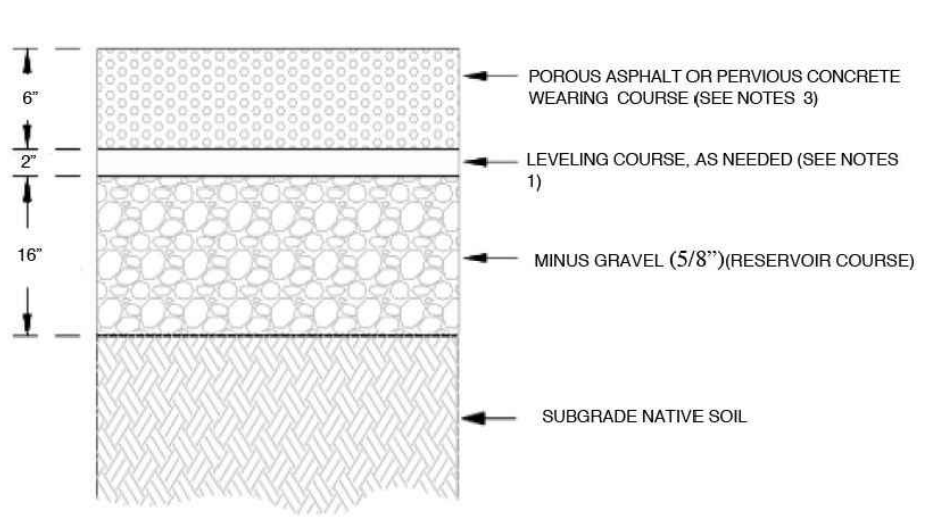 6”
POROUS ASPHALT OR PERVIOUS CONCRETE
WEARING COURSE (SEE NOTES 3)
2”
LEVELING COURSE, AS NEEDED (SEE NOTES
1)
16”
MINUS GRAVEL (5/8”)(RESERVOIR COURSE)
SUBGRADE NATIVE SOIL